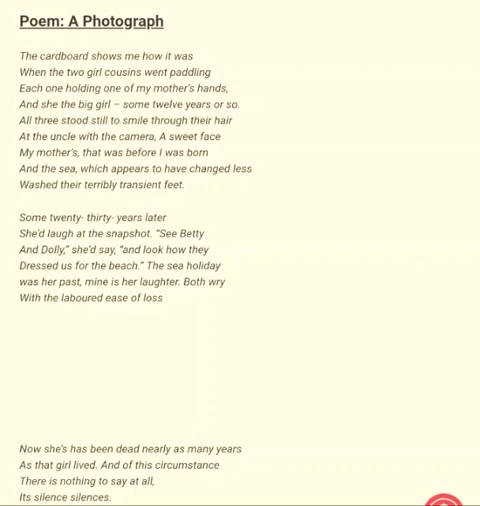 Poem: A Photograph
The cardboard shows me how it was
When the two girl cousins went paddling
Each one holding one of my mother's hands,
And she the big girl – some twelve years or so.
All three stood still to smile through their hair
At the uncle with the camera, A sweet face
My mother's, that was before I was born
And the sea, which appears to have changed less
Washed their terribly transient feet.
Some twenty- thirty- years later
She'd laugh at the snapshot. "See Betty
And Dolly," she'd say, "and look how they
Dressed us for the beach." The sea holiday
was her past, mine is her laughter. Both wry
With the laboured ease of loss
Now she's has been dead nearly as many years
As that girl lived. And of this circumstance
There is nothing to say at all,
Its silence silences.